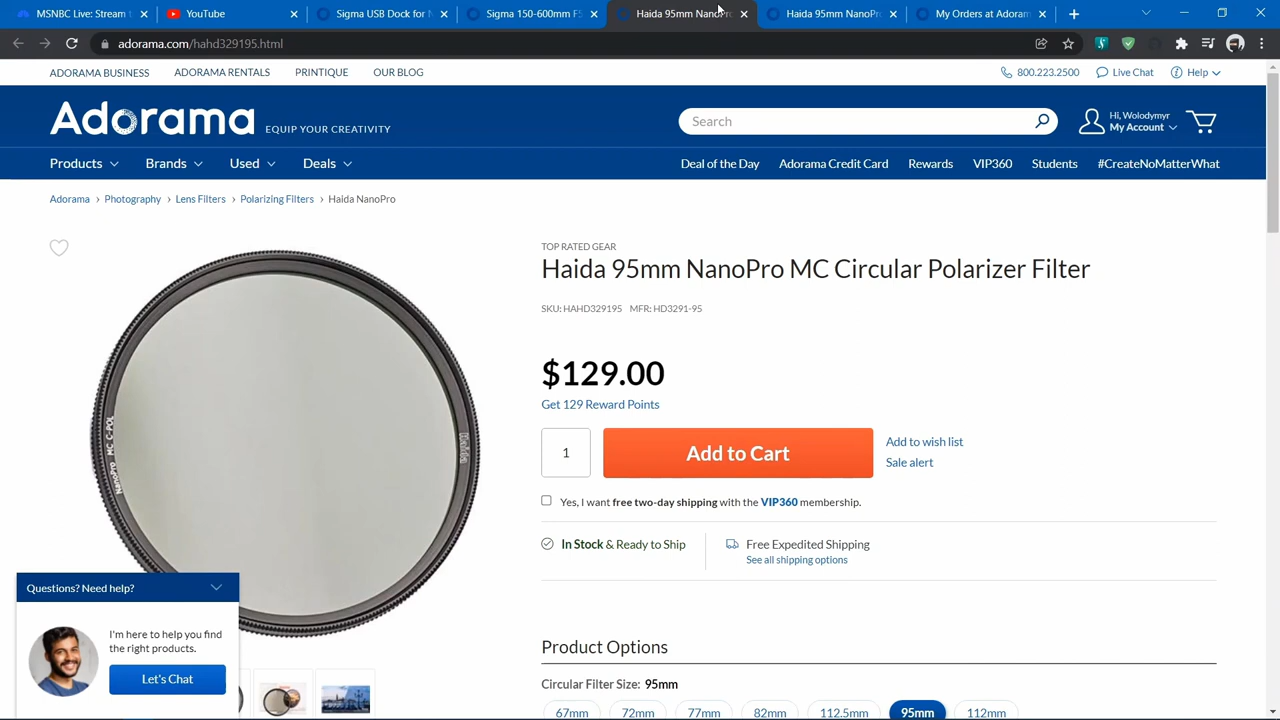 MSNBC Live: Stream t
YouTube
Sigma USB Dock for N
Sigma 150-600mm F5
Haida 95mm NanoPro
Haida 95mm NanoPro
My Orders at Adoram
adorama.com/hahd329195.html
ADORAMA BUSINESS ADORAMA RENTALS PRINTIQUE OUR BLOG
800.223.2500 Live Chat Help
Adorama EQUIP YOUR CREATIVITY
Search
Hi, Wolodymyr
My Account
Products Brands Used Deals
Deal of the Day Adorama Credit Card Rewards VIP360 Students #CreateNoMatterWhat
Adorama › Photography › Lens Filters › Polarizing Filters › Haida NanoPro
TOP RATED GEAR
Haida 95mm NanoPro MC Circular Polarizer Filter
SKU: HAHD329195 MFR: HD3291-95
$129.00
Get 129 Reward Points
1
Add to Cart
Add to wish list
Sale alert
Yes, I want free two-day shipping with the VIP360 membership.
In Stock & Ready to Ship
Free Expedited Shipping
See all shipping options
NanoPro MC C-POL
Haida
Questions? Need help?
I'm here to help you find
the right products.
Let's Chat
Product Options
Circular Filter Size: 95mm
67mm 72mm 77mm 82mm 112.5mm 95mm 112mm